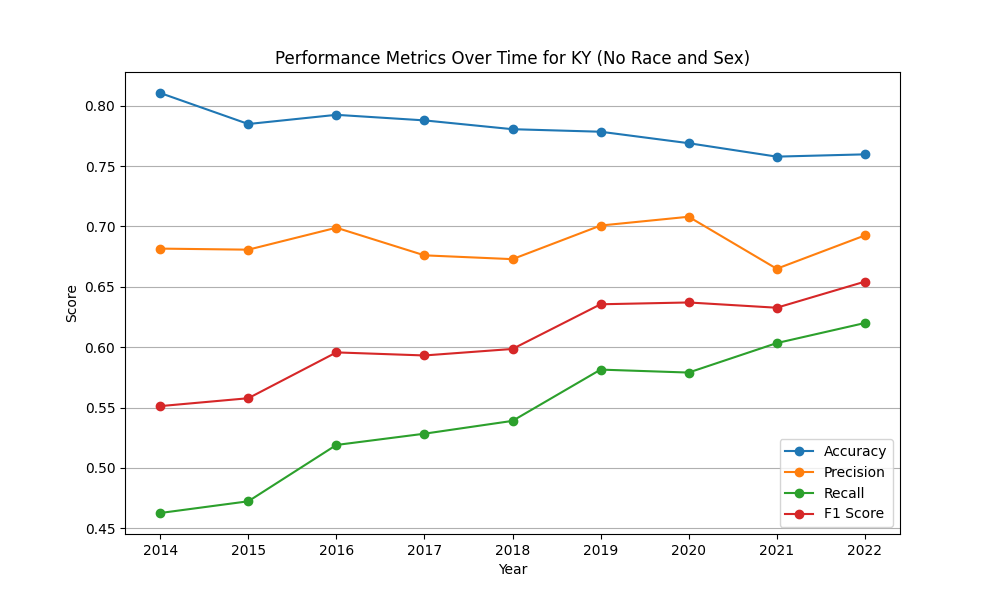 Performance Metrics Over Time for KY (No Race and Sex)
0.80
0.75
0.70
0.65
0.60
0.55
0.50
0.45
Score
2014 2015 2016 2017 2018 2019 2020 2021 2022
Year
Accuracy
Precision
Recall
F1 Score